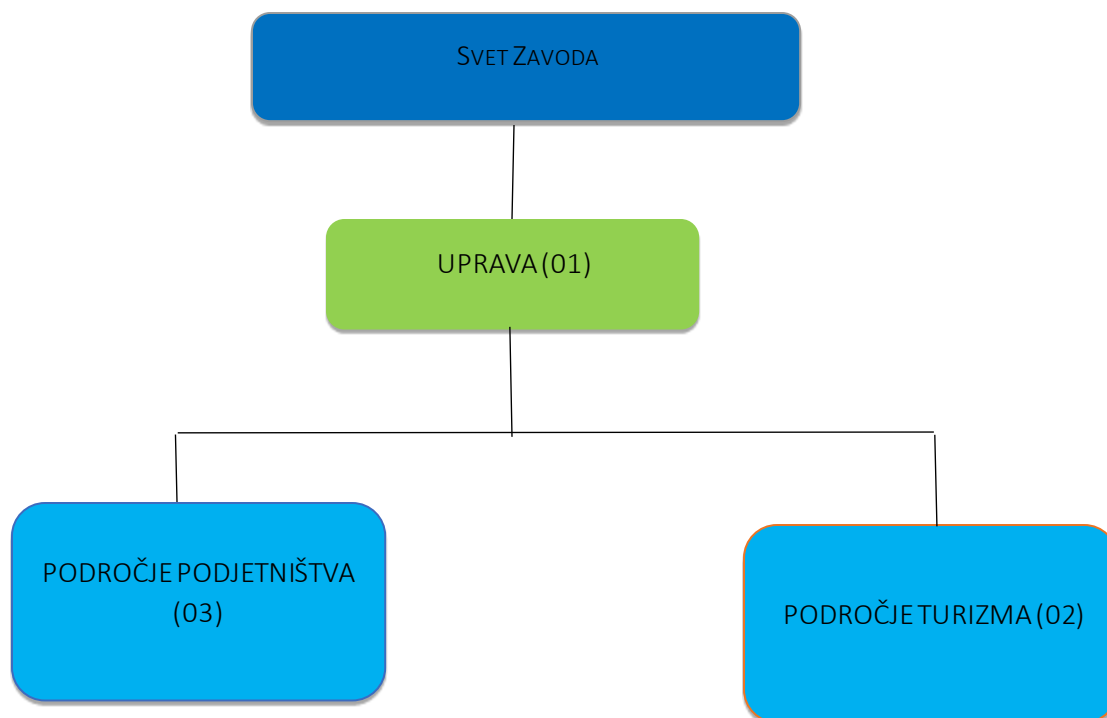 SVET ZAVODA
UPRAVA (01)
PODROČJE PODJETNIŠTVA
(03)
PODROČJE TURIZMA (02)